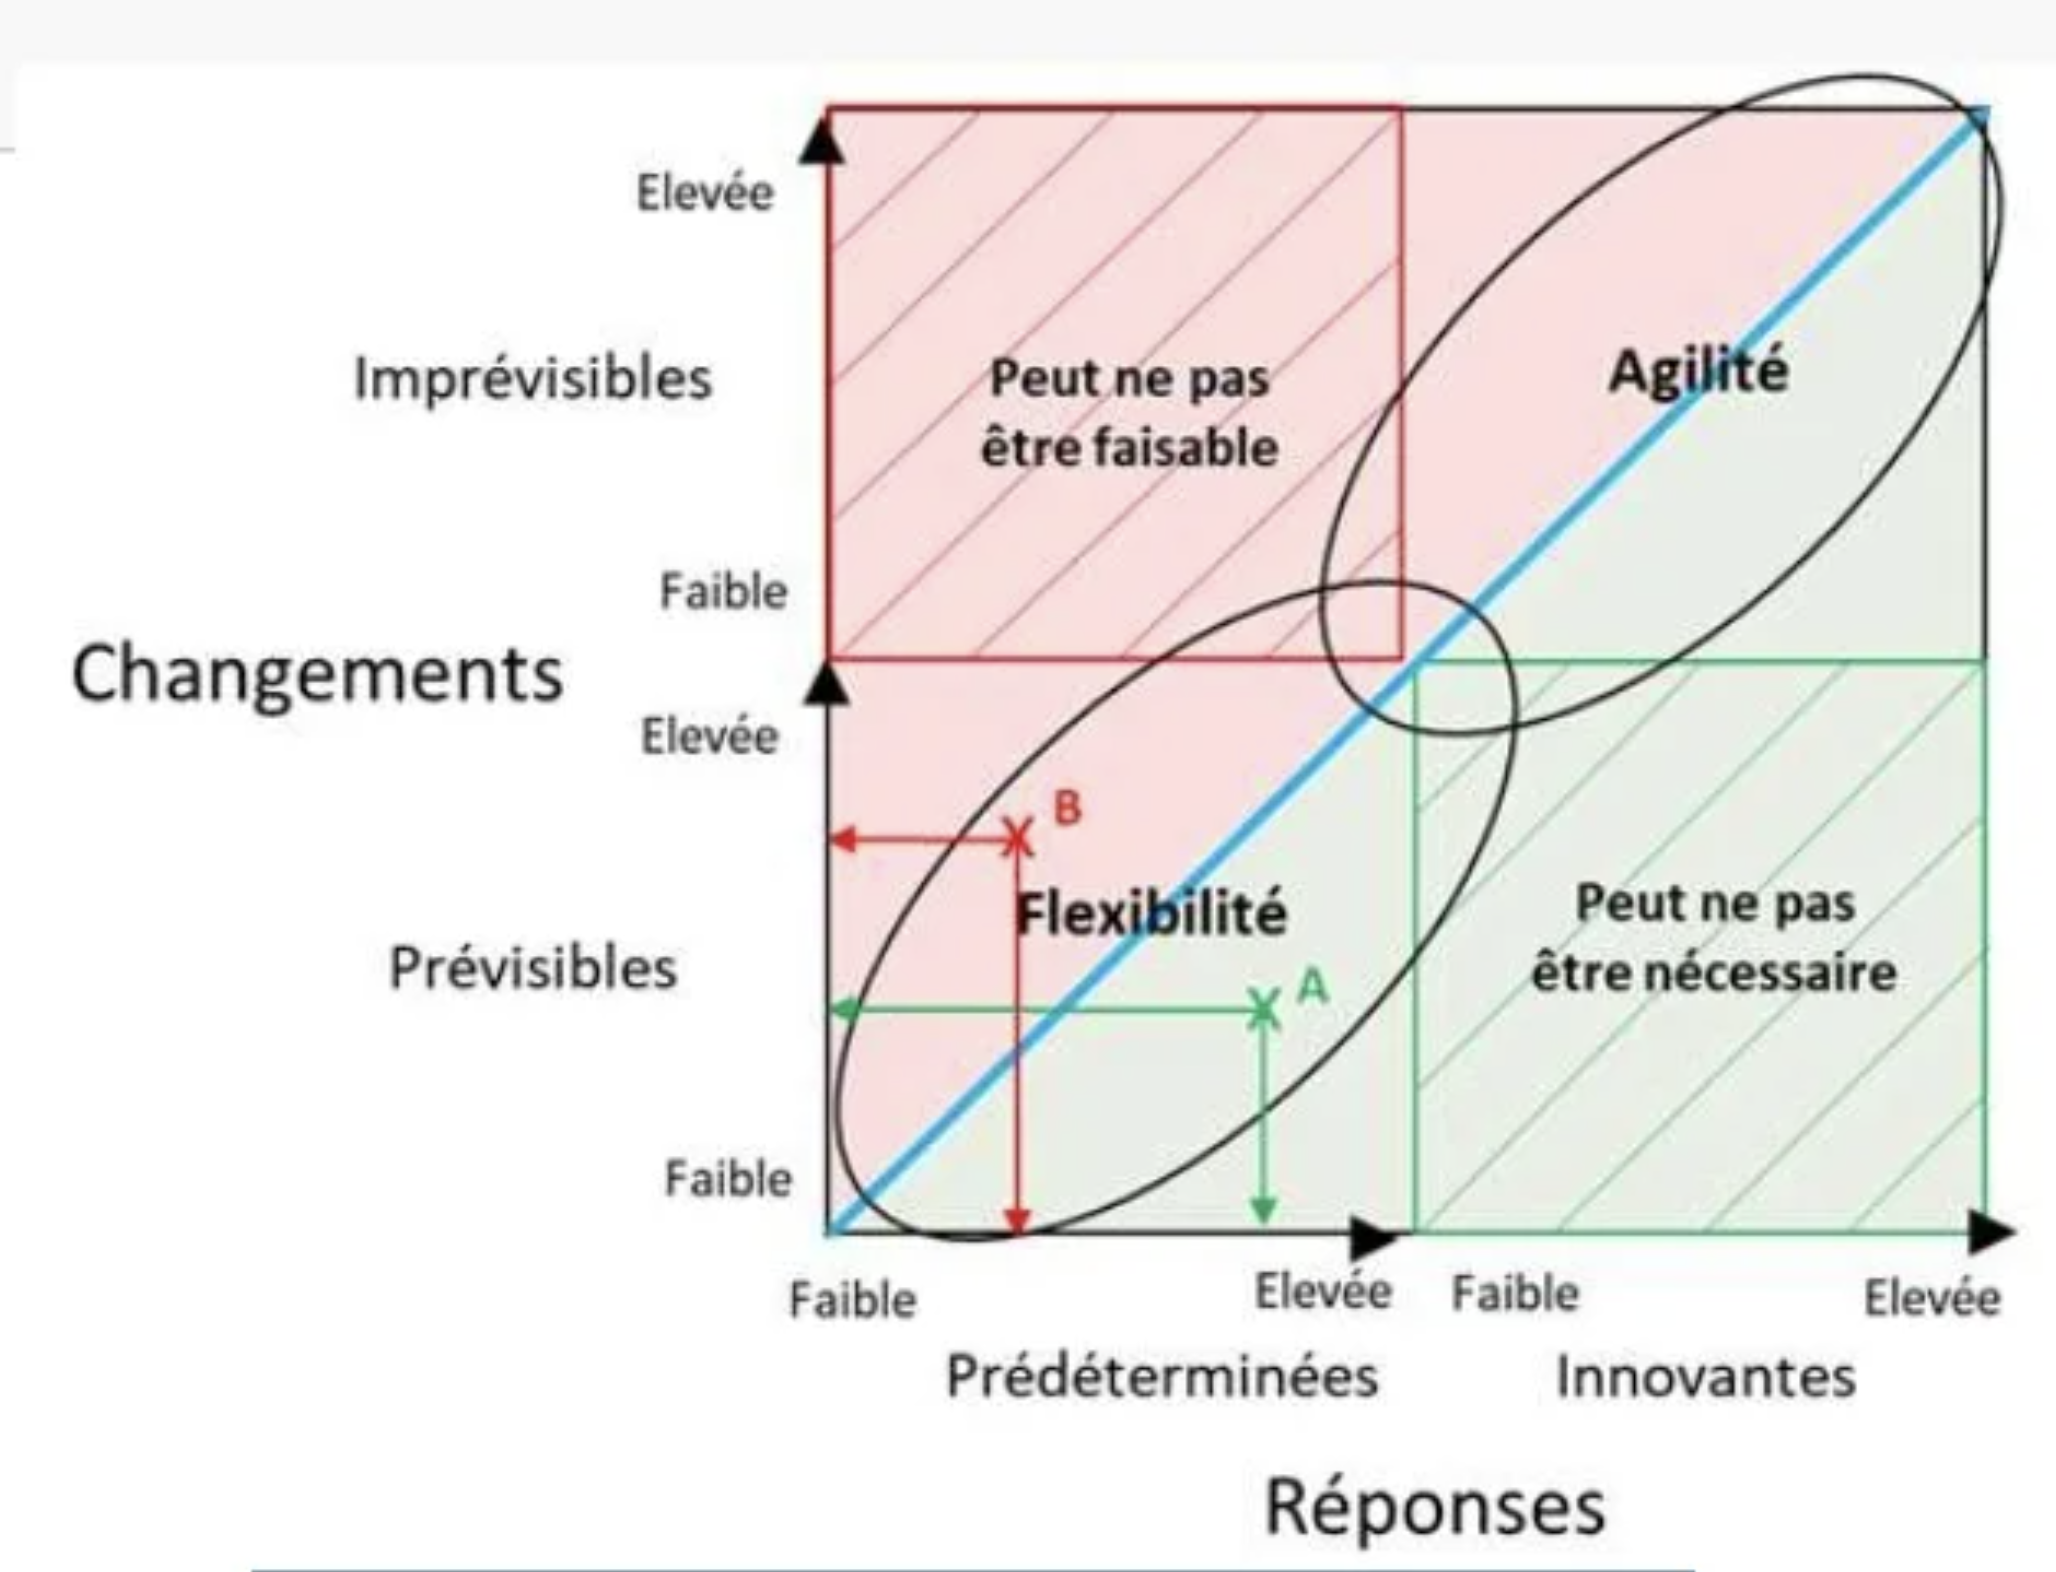 Elevée
Imprévisibles
Peut ne pas
être faisable
Agilité
Faible
Changements
Elevée
B
Flexibilité
Prévisibles
A
Peut ne pas
être nécessaire
Faible
Faible
Elevée
Faible
Elevée
Prédéterminées
Innovantes
Réponses